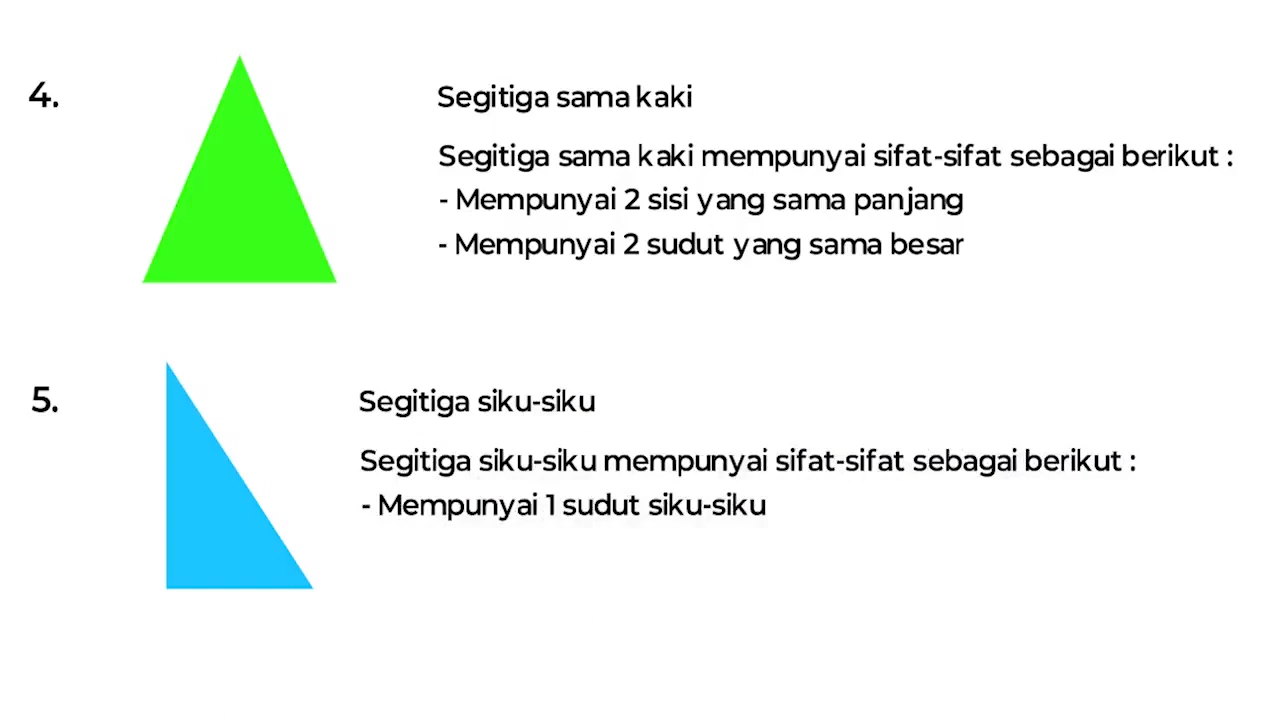 4.
Segitiga sama kaki
Segitiga sama kaki mempunyai sifat-sifat sebagai berikut :
- Mempunyai 2 sisi yang sama panjang
- Mempunyai 2 sudut yang sama besar
5.
Segitiga siku-siku
Segitiga siku-siku mempunyai sifat-sifat sebagai berikut :
- Mempunyai 1 sudut siku-siku